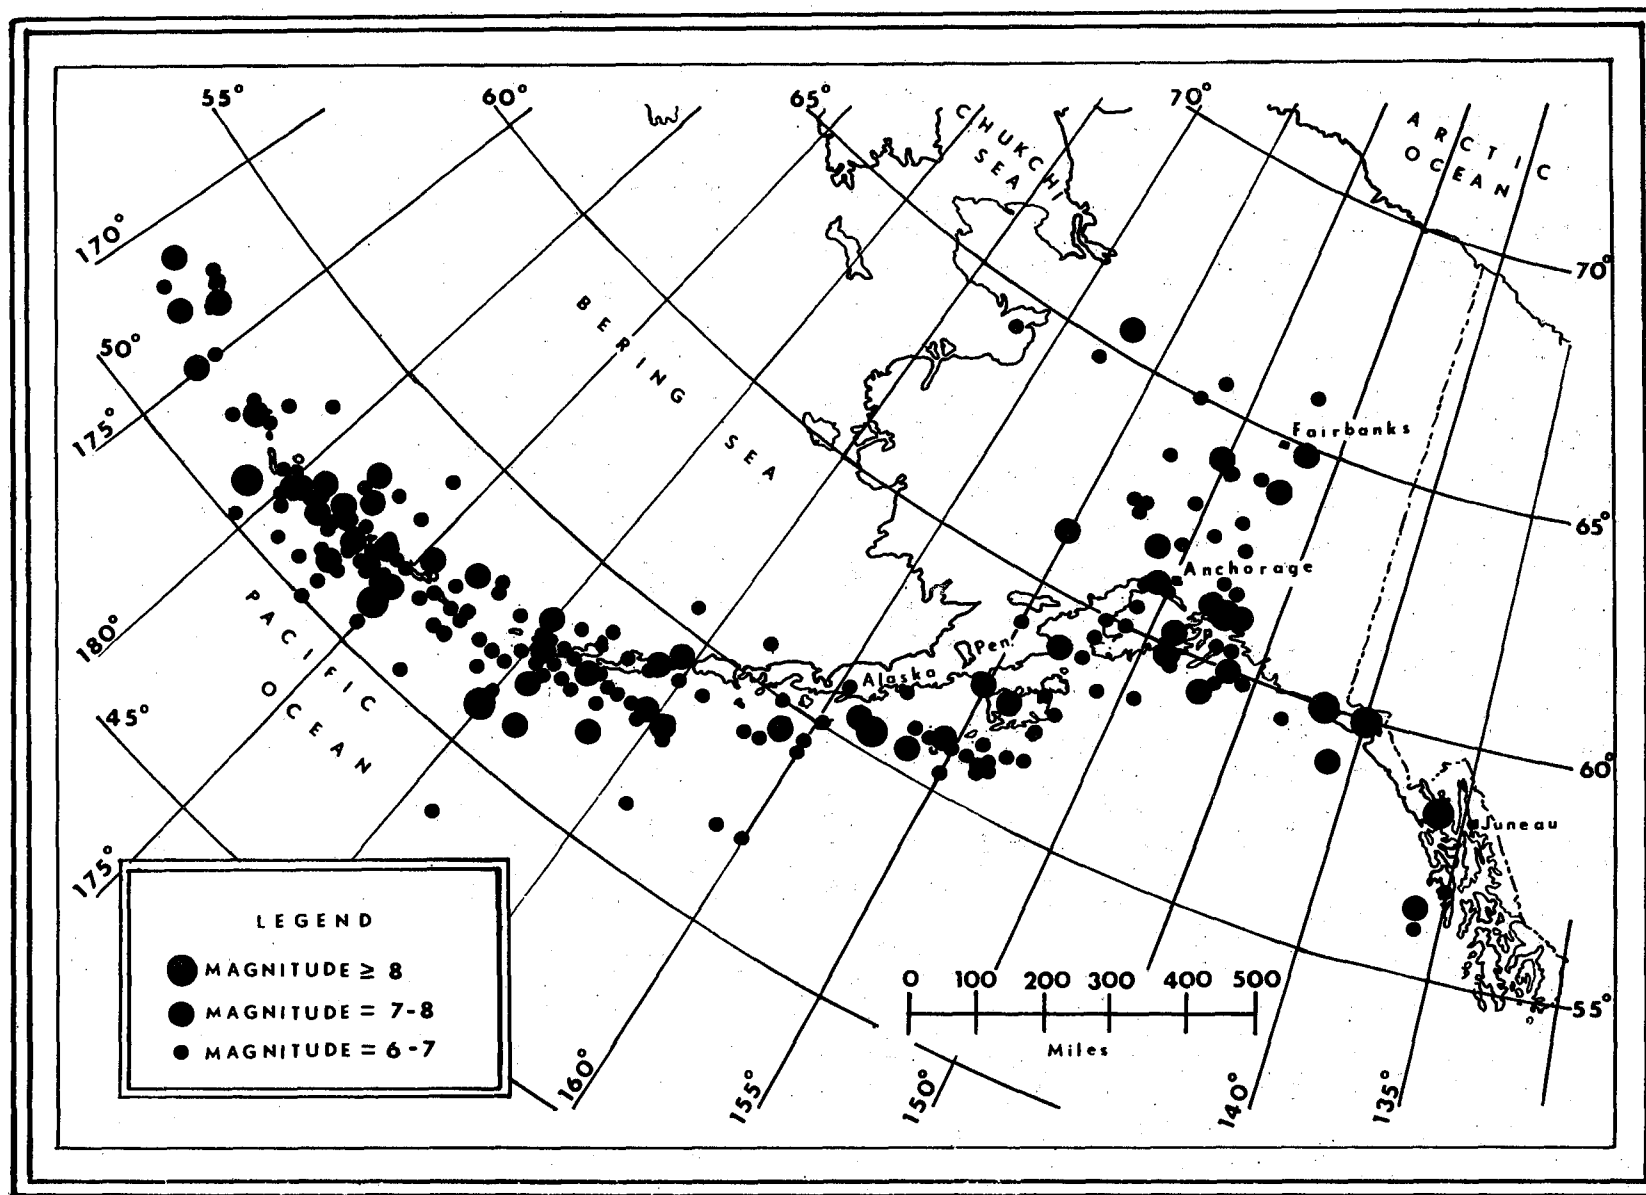 55°
60°
65°
70°
CHUKCHI
SEA
ARCTIC
OCEAN
170°
70°
50°
BERING
SEA
175°
Fairbanks
65°
Anchorage
180°
PACIFIC
OCEAN
Pen.
Alaska
45°
60°
Juneau
175°
LEGEND
MAGNITUDE ≥ 8
MAGNITUDE = 7-8
MAGNITUDE = 6-7
0 100 200 300 400 500
Miles
55°
160°
155°
150°
140°
135°